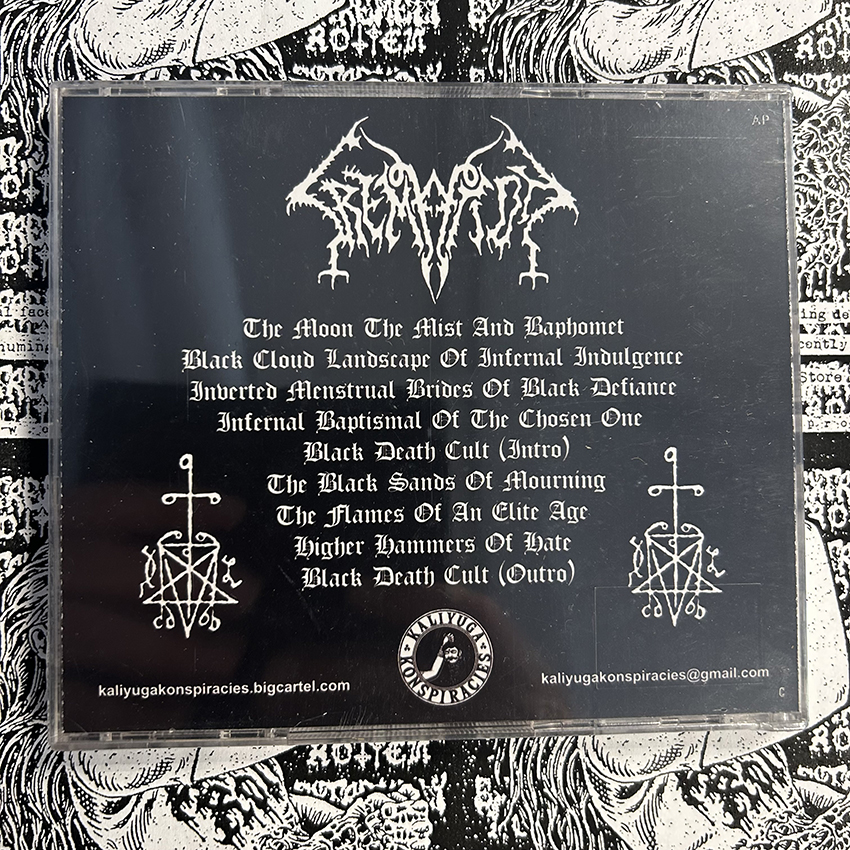 AP
The Moon The Mist And Baphomet
Black Cloud Landscape Of Infernal Indulgence
Inverted Menstrual Brides Of Black Defiance
Infernal Baptismal Of The Chosen One
Black Death Cult (Intro)
The Black Sands Of Mourning
The Flames Of An Elite Age
Higher Hammers Of Hate
Black Death Cult (Outro)
KALIYUGA
KONSPIRACIES
kaliyugakonspiracies.bigcartel.com
kaliyugakonspiracies@gmail.com
C